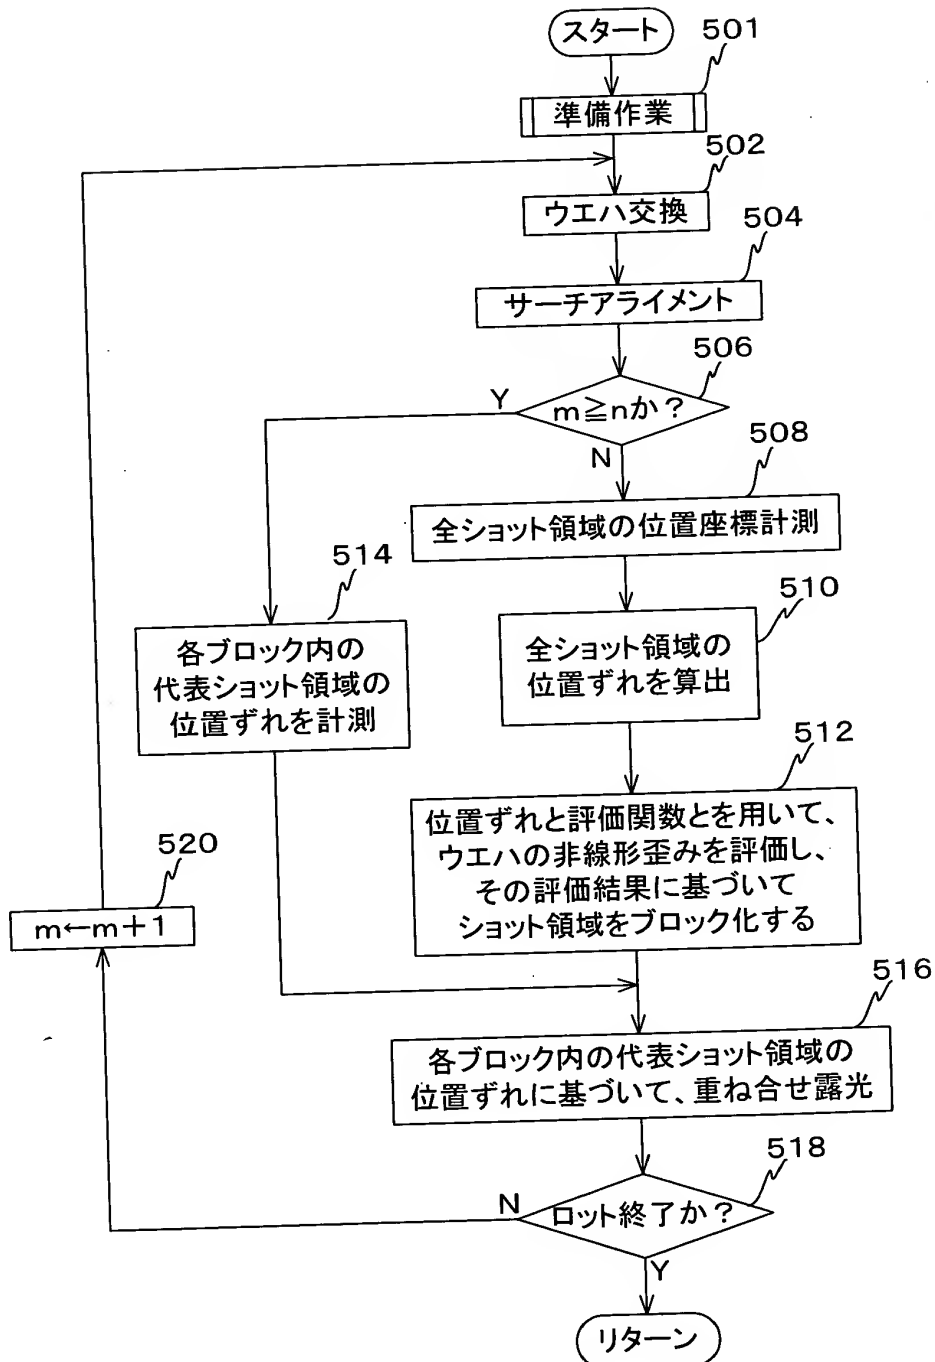 スタート
501
準備作業
502
ウエハ交換
504
サーチアライメント
506
m≧nか？
Y
N
508
全ショット領域の位置座標計測
514
各ブロック内の
代表ショット領域の
位置ずれを計測
510
全ショット領域の
位置ずれを算出
512
位置ずれと評価関数とを用いて、
ウエハの非線形歪みを評価し、
その評価結果に基づいて
ショット領域をブロック化する
520
m←m＋1
516
各ブロック内の代表ショット領域の
位置ずれに基づいて、重ね合せ露光
518
ロット終了か？
N
Y
リターン